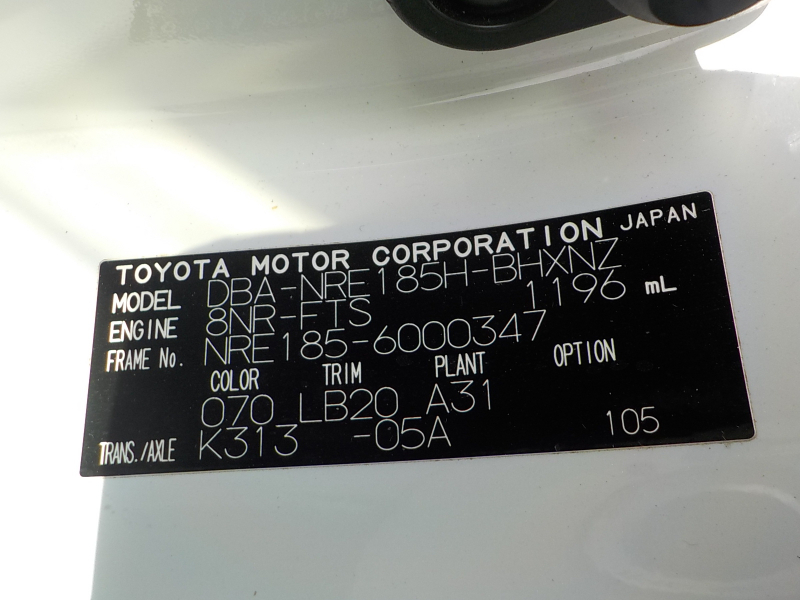 TOYOTA MOTOR CORPORATION JAPAN
MODEL DBA-NRE185H-BHXNZ
ENGINE 8NR-FTS 1196 mL
FRAME No. NRE185-6000347
COLOR TRIM PLANT OPTION
070 LB20 A31
TRANS./AXLE K313 -05A 105